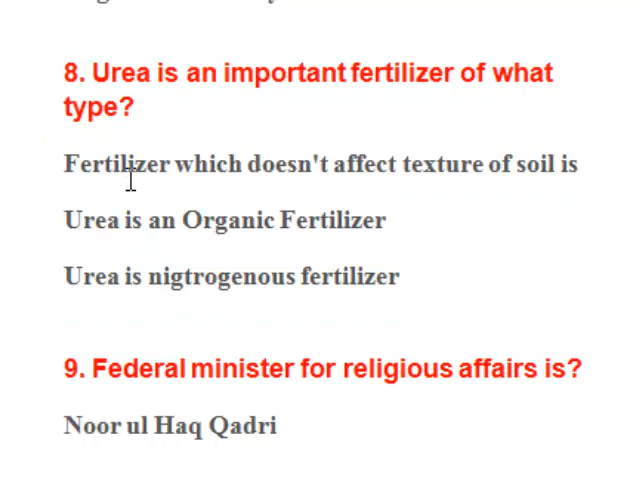 8. Urea is an important fertilizer of what
type?
Fertilizer which doesn't affect texture of soil is
Urea is an Organic Fertilizer
Urea is nigtrogenous fertilizer
9. Federal minister for religious affairs is?
Noor ul Haq Qadri